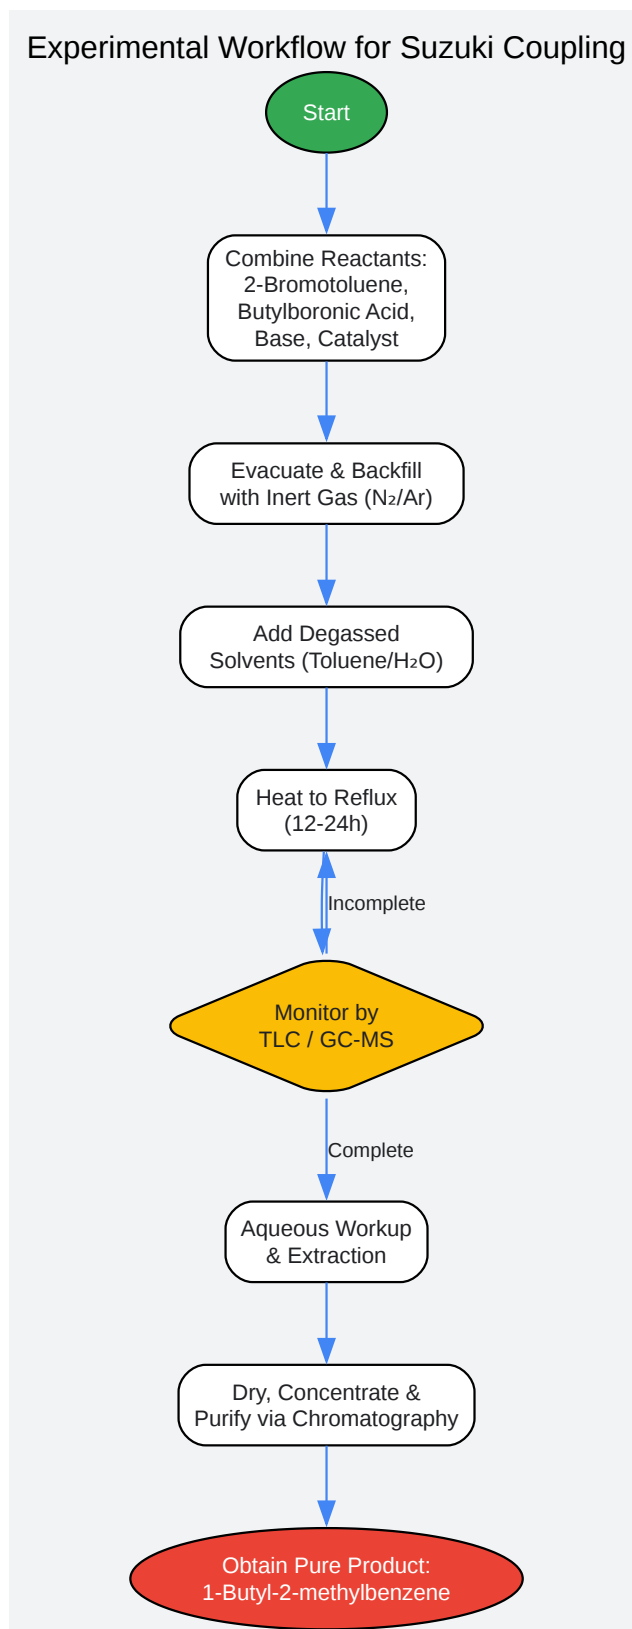 Experimental Workflow for Suzuki Coupling
Start
Combine Reactants:
2-Bromotoluene,
Butylboronic Acid,
Base, Catalyst
Evacuate & Backfill
with Inert Gas (N₂/Ar)
Add Degassed
Solvents (Toluene/H₂O)
Heat to Reflux
(12-24h)
Incomplete
Monitor by
TLC / GC-MS
Complete
Aqueous Workup
& Extraction
Dry, Concentrate &
Purify via Chromatography
Obtain Pure Product:
1-Butyl-2-methylbenzene